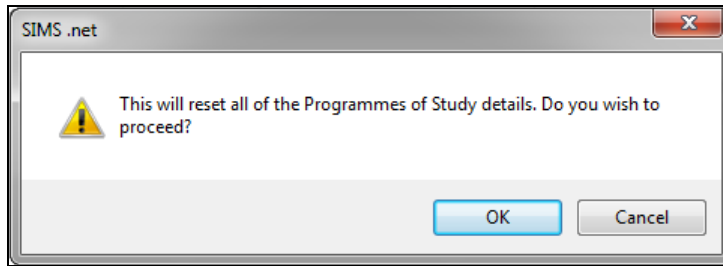 SIMS .net
This will reset all of the Programmes of Study details. Do you wish to
proceed?
OK
Cancel